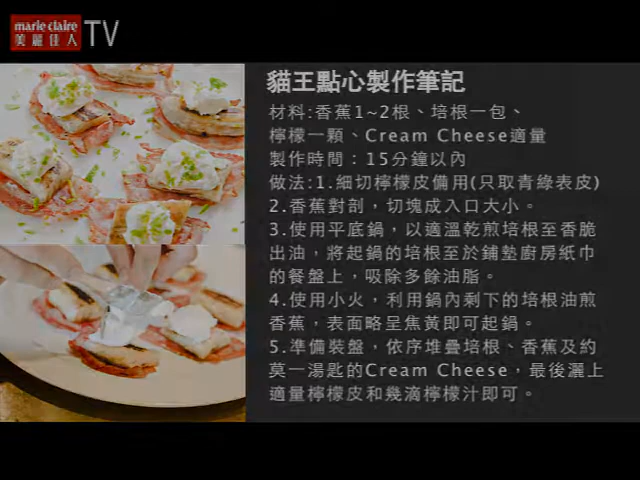 marie claire
美麗佳人
TV
貓王點心製作筆記
材料:香蕉1~2根、培根一包、
檸檬一顆、Cream Cheese適量
製作時間：15分鐘以內
做法:1.細切檸檬皮備用(只取青綠表皮)
2.香蕉對剖，切塊成入口大小。
3.使用平底鍋，以適溫乾煎培根至香脆
出油，將起鍋的培根至於鋪墊廚房紙巾
的餐盤上，吸除多餘油脂。
4.使用小火，利用鍋內剩下的培根油煎
香蕉，表面略呈焦黃即可起鍋。
5.準備裝盤，依序堆疊培根、香蕉及約
莫一湯匙的Cream Cheese，最後灑上
適量檸檬皮和幾滴檸檬汁即可。